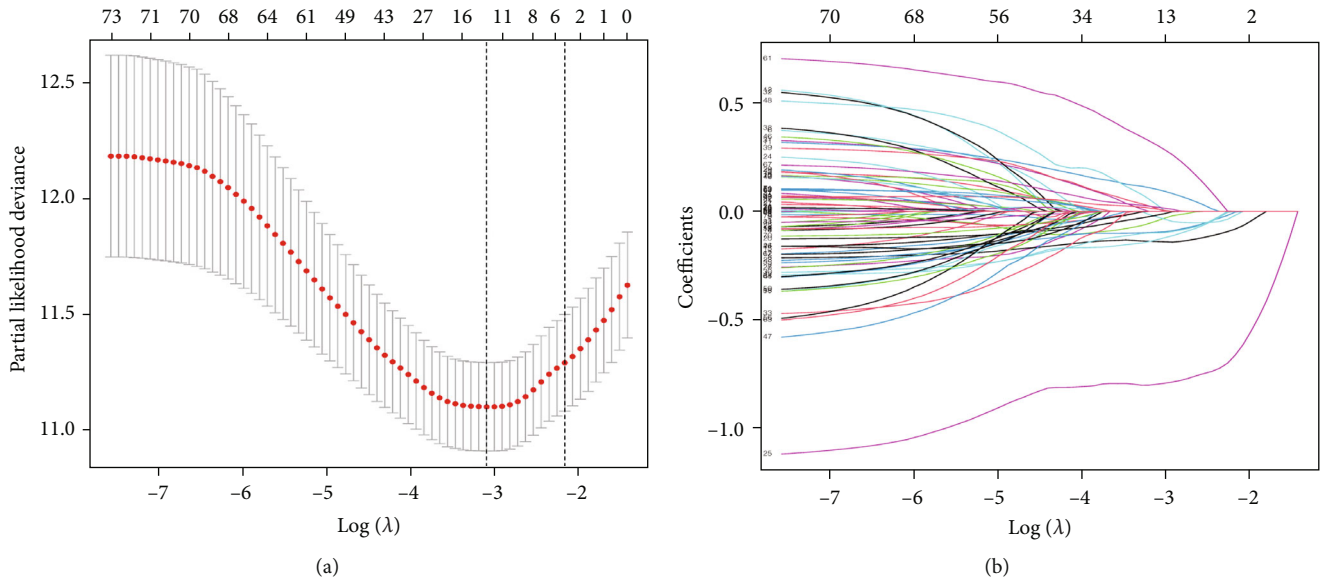 73 71 70 68 64 61 49 43 27 16 11 8 6 2 1 0
12.5
12.0
11.5
11.0
Partial likelihood deviance
−7 −6 −5 −4 −3 −2
Log (λ)
(a)
70 68 56 34 13 2
0.5
0.0
−0.5
−1.0
Coefficients
61
48
39
24
67
33
47
25
−7 −6 −5 −4 −3 −2
Log (λ)
(b)